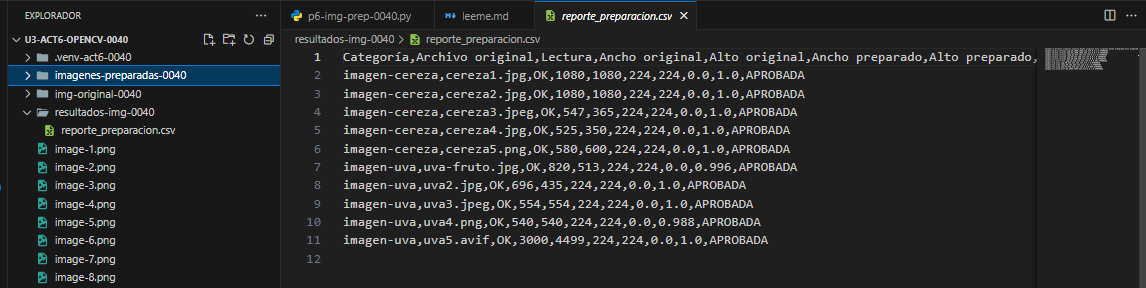 EXPLORADOR
U3-ACT6-OPENCV-0040
.venv-act6-0040
imagenes-preparadas-0040
img-original-0040
resultados-img-0040
reporte_preparacion.csv
image-1.png
image-2.png
image-3.png
image-4.png
image-5.png
image-6.png
image-7.png
image-8.png
p6-img-prep-0040.py
leeme.md
reporte_preparacion.csv
resultados-img-0040 > reporte_preparacion.csv
1 Categoría,Archivo original,Lectura,Ancho original,Alto original,Ancho preparado,Alto preparado,
2 imagen-cereza,cereza1.jpg,OK,1080,1080,224,224,0.0,1.0,APROBADA
3 imagen-cereza,cereza2.jpg,OK,1080,1080,224,224,0.0,1.0,APROBADA
4 imagen-cereza,cereza3.jpeg,OK,547,365,224,224,0.0,1.0,APROBADA
5 imagen-cereza,cereza4.jpg,OK,525,350,224,224,0.0,1.0,APROBADA
6 imagen-cereza,cereza5.png,OK,580,600,224,224,0.0,1.0,APROBADA
7 imagen-uva,uva-fruto.jpg,OK,820,513,224,224,0.0,0.996,APROBADA
8 imagen-uva,uva2.jpg,OK,696,435,224,224,0.0,1.0,APROBADA
9 imagen-uva,uva3.jpeg,OK,554,554,224,224,0.0,1.0,APROBADA
10 imagen-uva,uva4.png,OK,540,540,224,224,0.0,0.988,APROBADA
11 imagen-uva,uva5.avif,OK,3000,4499,224,224,0.0,1.0,APROBADA
12